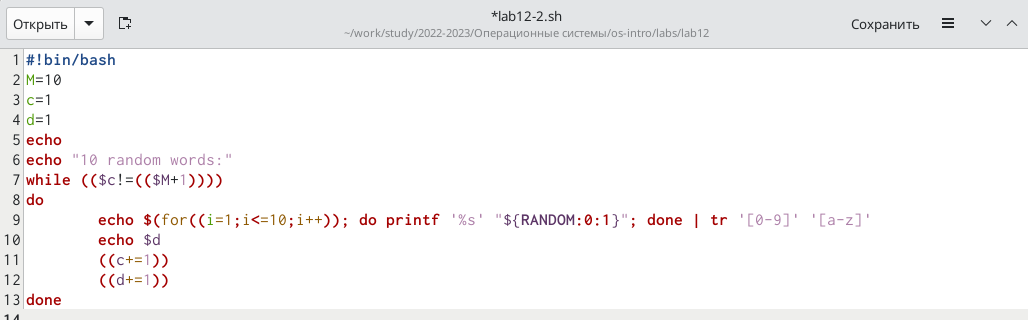 Открыть
*lab12-2.sh
~/work/study/2022-2023/Операционные системы/os-intro/labs/lab12
Сохранить
1 #!bin/bash
2 M=10
3 c=1
4 d=1
5 echo
6 echo "10 random words:"
7 while (($c!=(($M+1))))
8 do
9 echo $(for((i=1;i<=10;i++)); do printf '%s' "${RANDOM:0:1}"; done | tr '[0-9]' '[a-z]'
10 echo $d
11 ((c+=1))
12 ((d+=1))
13 done
14